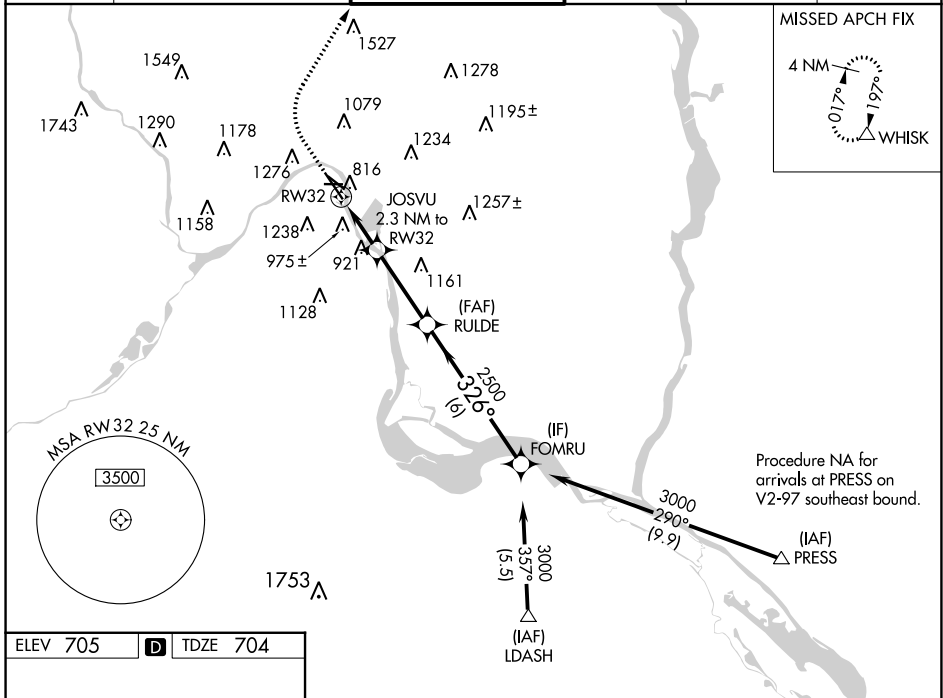 MISSED APCH FIX
4 NM
017°
197°
WHISK
1527
1549
1278
1743
1290
1178
1079
1195±
1234
1276
816
RW32
JOSVU
2.3 NM to
RW32
1158
1238
1257±
975±
921
1161
1128
(FAF)
RULDE
2500
326°
(6)
(IF)
FOMRU
MSA RW32 25 NM
3500
Procedure NA for
arrivals at PRESS on
V2-97 southeast bound.
3000
290°
(9.9)
(IAF)
PRESS
3000
357°
(5.5)
(IAF)
LDASH
1753
ELEV 705 D TDZE 704